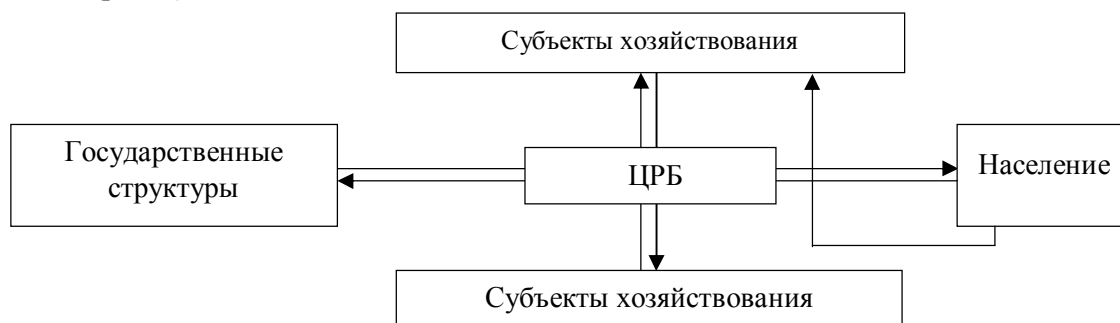 Субъекты хозяйствования
Государственные
структуры
ЦРБ
Население
Субъекты хозяйствования